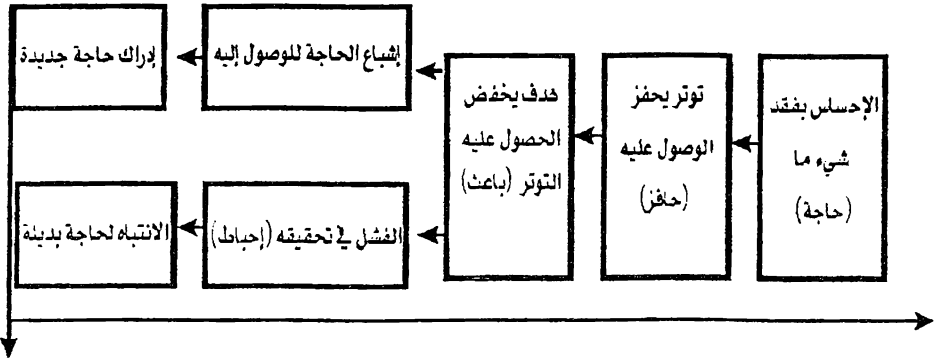 الإحساس بفقد
شيء ما
(حاجة)
توتر يحفز
الوصول عليه
(حافز)
هدف يخفض
الحصول عليه
التوتر (باعث)
إشباع الحاجة للوصول إليه
إدراك حاجة جديدة
الفشل في تحقيقه (إحباط)
الانتباه لحاجة بديلة